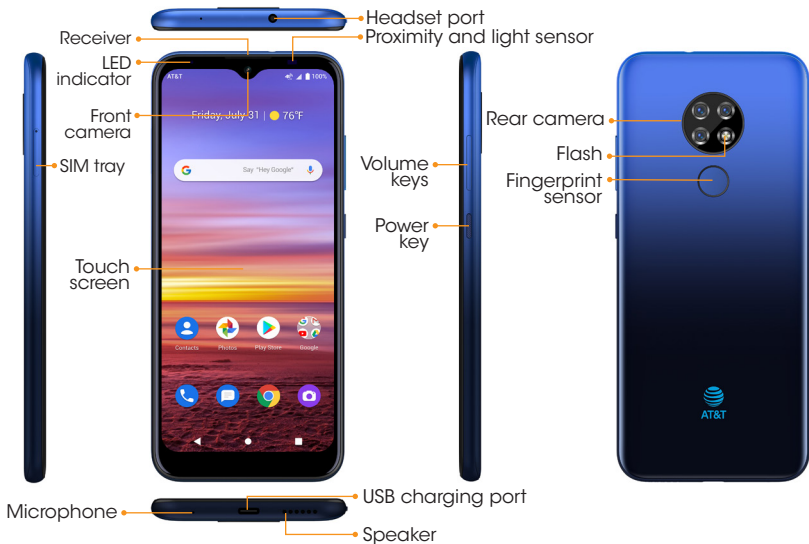 Headset port
Receiver
Proximity and light sensor
LED
indicator
AT&T
100%
Front
camera
Friday, July 31 | 76°F
Rear camera
SIM tray
Say "Hey Google"
Volume
keys
Flash
Fingerprint
sensor
Power
key
Touch
screen
Contacts
Photos
Play Store
Google
AT&T
USB charging port
Microphone
Speaker